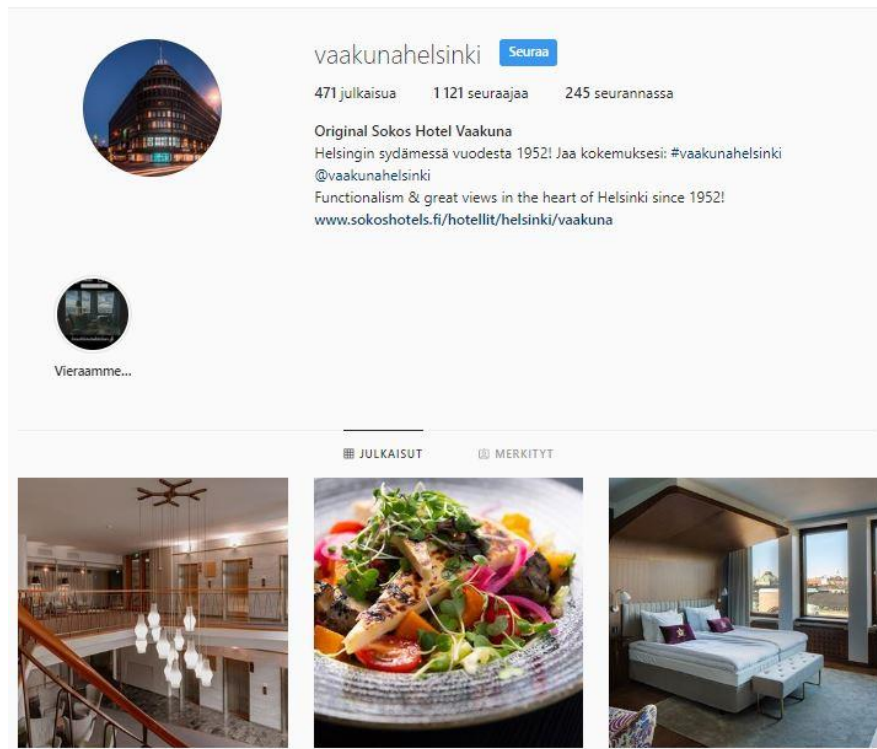 vaakunahelsinki Seuraa
471 julkaisua 1 121 seuraajaa 245 seurannassa
Original Sokos Hotel Vaakuna
Helsingin sydämessä vuodesta 1952! Jaa kokemuksesi: #vaakunahelsinki
@vaakunahelsinki
Functionalism & great views in the heart of Helsinki since 1952!
www.sokoshotels.fi/hotellit/helsinki/vaakuna
Vieraamme...
JULKAISUT MERKITYT